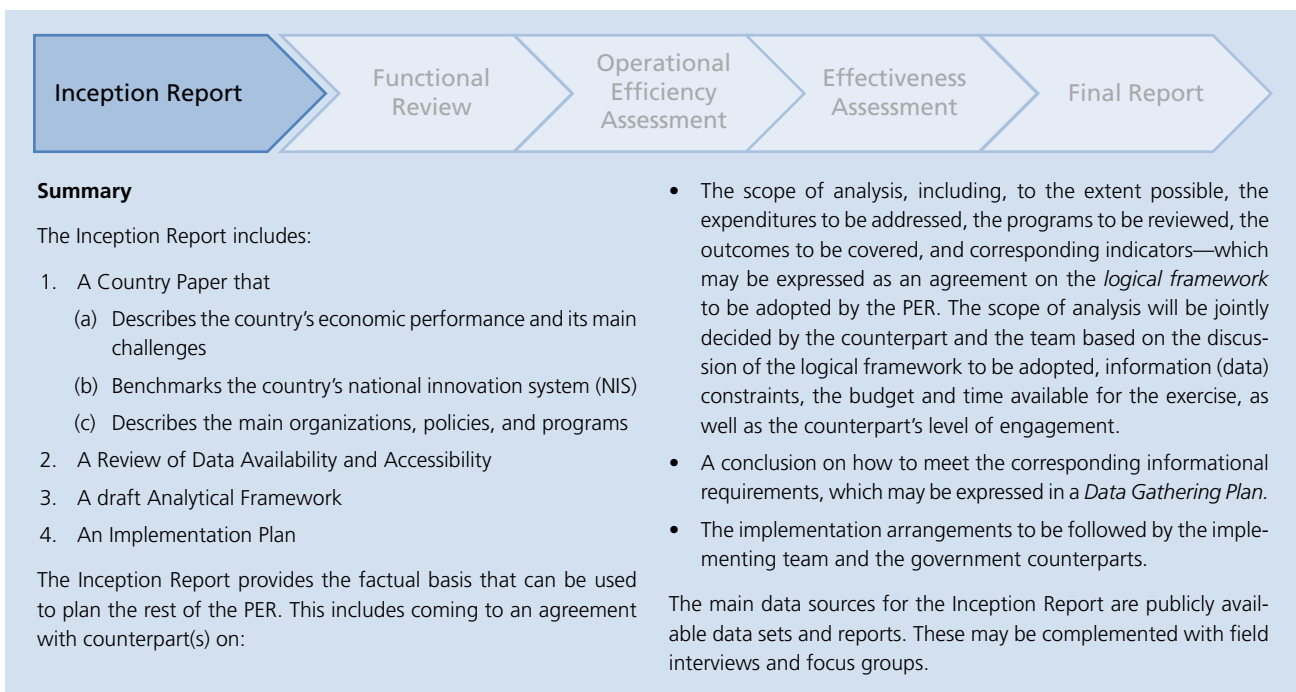 Inception Report
Functional
Review
Operational
Efficiency
Assessment
Effectiveness
Assessment
Final Report
Summary
The Inception Report includes:
1. A Country Paper that
(a) Describes the country's economic performance and its main
challenges
(b) Benchmarks the country's national innovation system (NIS)
(c) Describes the main organizations, policies, and programs
2. A Review of Data Availability and Accessibility
3. A draft Analytical Framework
4. An Implementation Plan
The Inception Report provides the factual basis that can be used
to plan the rest of the PER. This includes coming to an agreement
with counterpart(s) on:
• The scope of analysis, including, to the extent possible, the
expenditures to be addressed, the programs to be reviewed, the
outcomes to be covered, and corresponding indicators—which
may be expressed as an agreement on the logical framework
to be adopted by the PER. The scope of analysis will be jointly
decided by the counterpart and the team based on the discus-
sion of the logical framework to be adopted, information (data)
constraints, the budget and time available for the exercise, as
well as the counterpart's level of engagement.
• A conclusion on how to meet the corresponding informational
requirements, which may be expressed in a Data Gathering Plan.
• The implementation arrangements to be followed by the imple-
menting team and the government counterparts.
The main data sources for the Inception Report are publicly avail-
able data sets and reports. These may be complemented with field
interviews and focus groups.